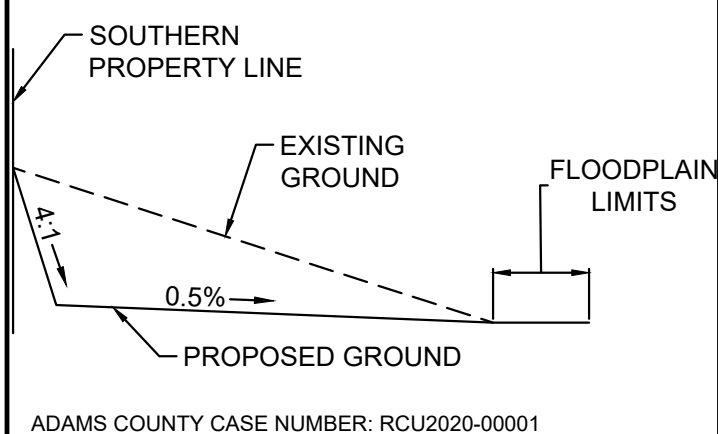 SOUTHERN
PROPERTY LINE
EXISTING
GROUND
FLOODPLAIN
LIMITS
4:1
0.5%
PROPOSED GROUND
ADAMS COUNTY CASE NUMBER: RCU2020-00001